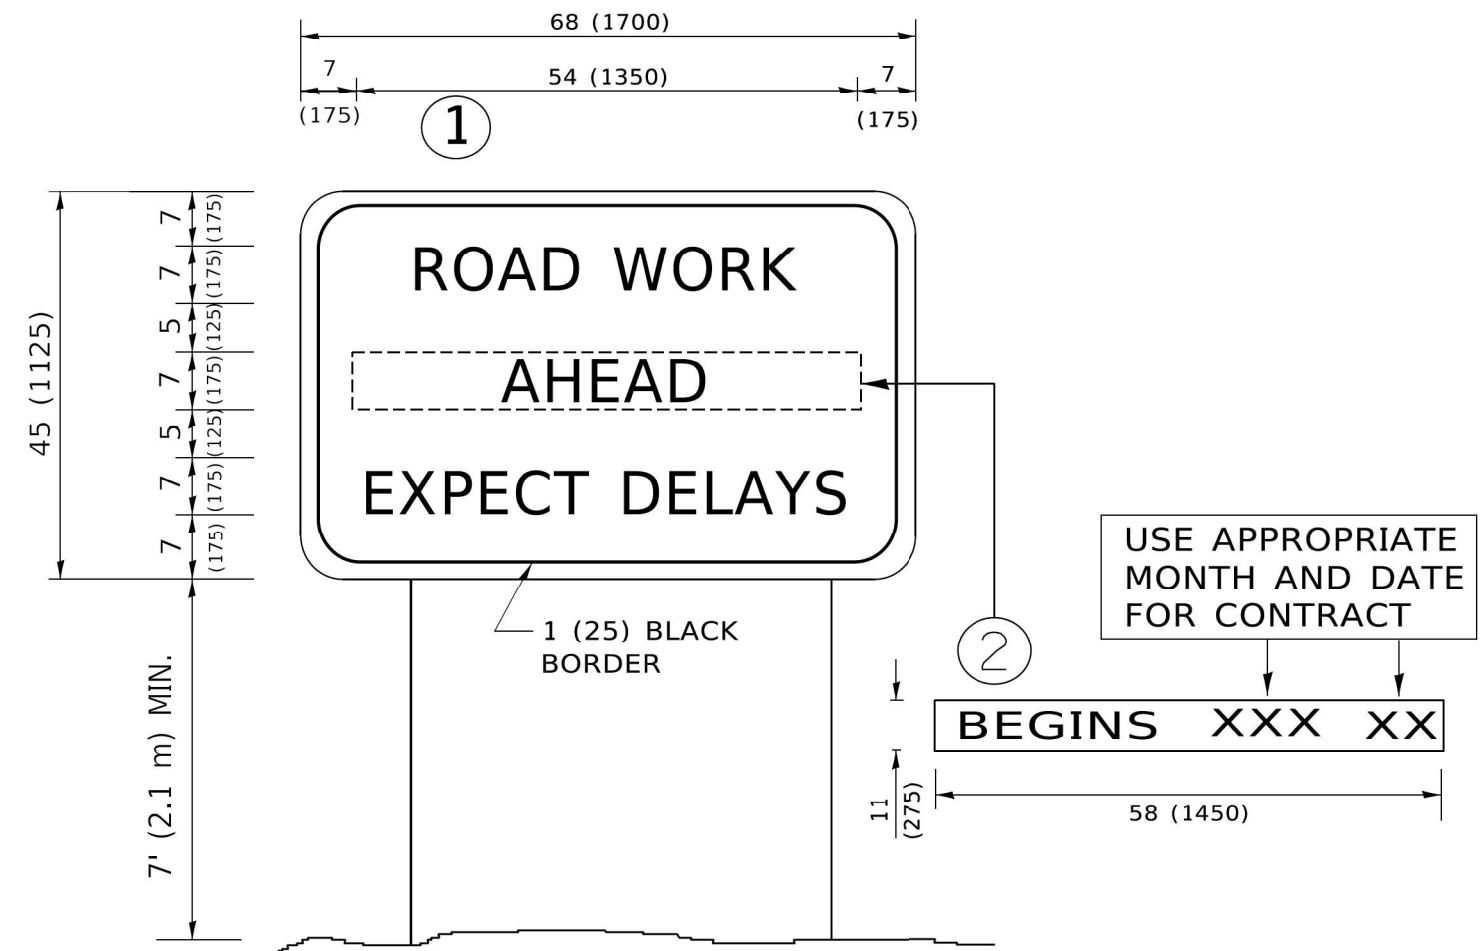 68 (1700)
7
54 (1350)
7
(175)
(175)
1
7
(175)
7
(175)
5
(125)
7
(175)
5
(125)
7
(175)
7
(175)
45 (1125)
ROAD WORK
AHEAD
EXPECT DELAYS
1 (25) BLACK
BORDER
7' (2.1 m) MIN.
USE APPROPRIATE
MONTH AND DATE
FOR CONTRACT
2
BEGINS XXX XX
11
(275)
58 (1450)